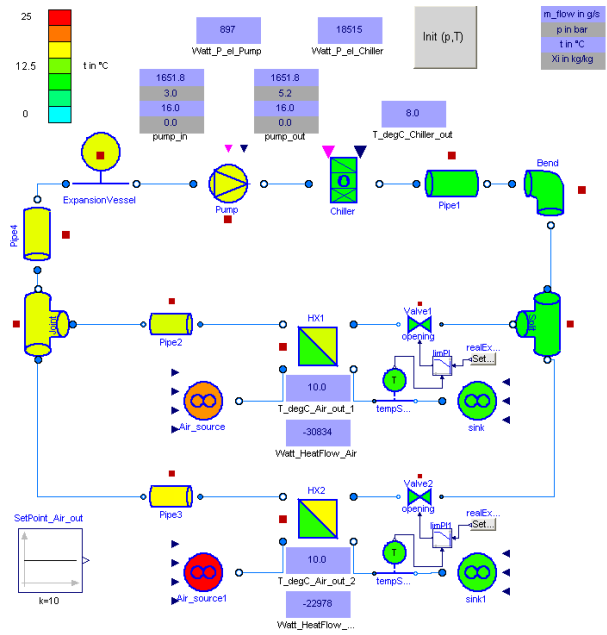 25
12.5
0
t in °C
897
Watt_P_el_Pump
18515
Watt_P_el_Chiller
Init (p,T)
m_flow in g/s
p in bar
t in °C
Xi in kg/kg
1651.8
3.0
16.0
0.0
pump_in
1651.8
5.2
16.0
0.0
pump_out
8.0
T_degC_Chiller_out
ExpansionVessel
Pump
Chiller
Pipe1
Bend
Pipe4
Joint
Pipe2
HX1
Valve1
opening
Split
limPI
realEx...
Set...
T
Air_source
10.0
T_degC_Air_out_1
tempS...
sink
-30834
Watt_HeatFlow_Air
Pipe3
HX2
Valve2
opening
limPI1
realEx...
Set...
SetPoint_Air_out
k=10
T
Air_source1
10.0
T_degC_Air_out_2
tempS...
sink1
-22978
Watt_HeatFlow_...